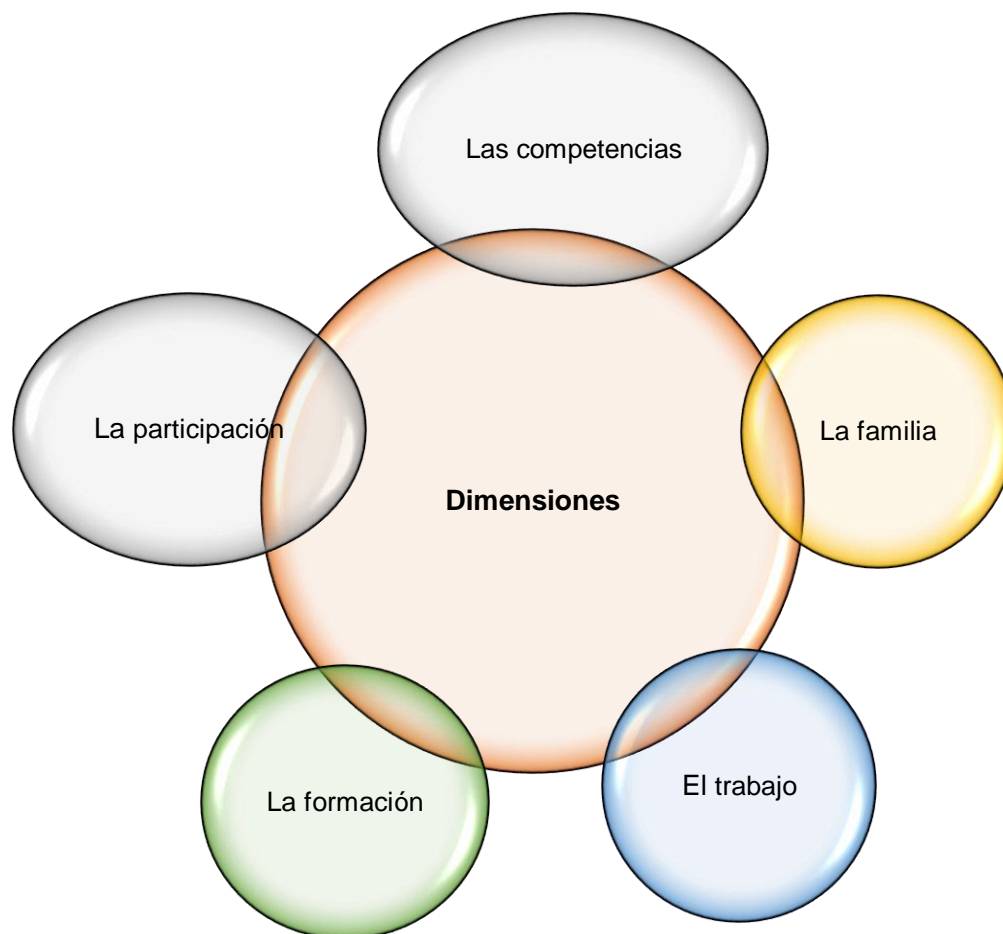 Las competencias
La participación
La familia
Dimensiones
La formación
El trabajo